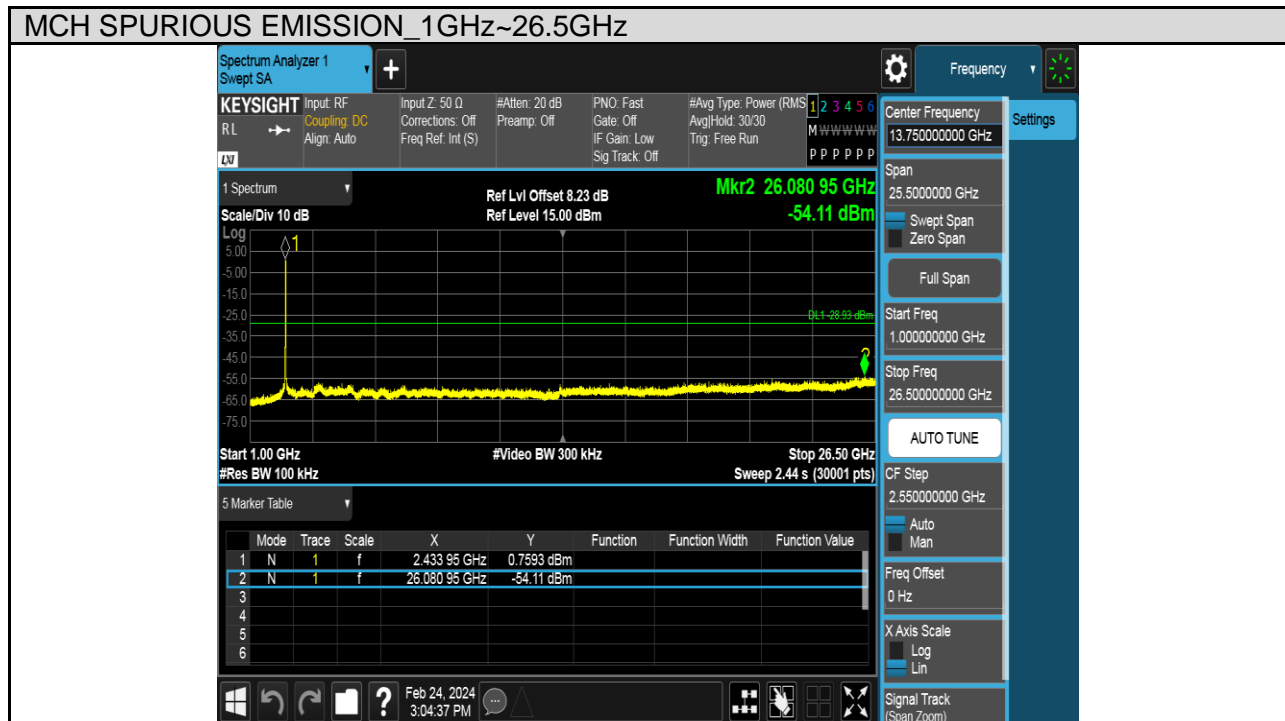 MCH SPURIOUS EMISSION_1GHz~26.5GHz
Spectrum Analyzer 1
Swept SA
+
Frequency
KEYSIGHT Input: RF Input Z: 50 Ω #Atten: 20 dB PNO: Fast #Avg Type: Power (RMS 1 2 3 4 5 6
RL Coupling: DC Corrections: Off Preamp: Off Gate: Off Avg|Hold: 30/30 M W W W W W
Align: Auto Freq Ref: Int (S) IF Gain: Low Trig: Free Run
LXI Sig Track: Off P P P P P P
Center Frequency
13.750000000 GHz
Settings
1 Spectrum
Ref Lvl Offset 8.23 dB Mkr2 26.080 95 GHz
Scale/Div 10 dB Ref Level 15.00 dBm -54.11 dBm
Span
25.5000000 GHz
Swept Span
Zero Span
Full Span
Log
1
5.00
-5.00
-15.0
-25.0 DL1 -28.93 dBm
-35.0
-45.0 2
-55.0
-65.0
-75.0
Start Freq
1.000000000 GHz
Stop Freq
26.500000000 GHz
AUTO TUNE
Start 1.00 GHz #Video BW 300 kHz Stop 26.50 GHz
#Res BW 100 kHz Sweep 2.44 s (30001 pts)
CF Step
2.550000000 GHz
Auto
Man
5 Marker Table
Mode Trace Scale X Y Function Function Width Function Value
1 N 1 f 2.433 95 GHz 0.7593 dBm
2 N 1 f 26.080 95 GHz -54.11 dBm
3
4
5
6
Freq Offset
0 Hz
X Axis Scale
Log
Lin
Signal Track
(Span Zoom)
? Feb 24, 2024
3:04:37 PM